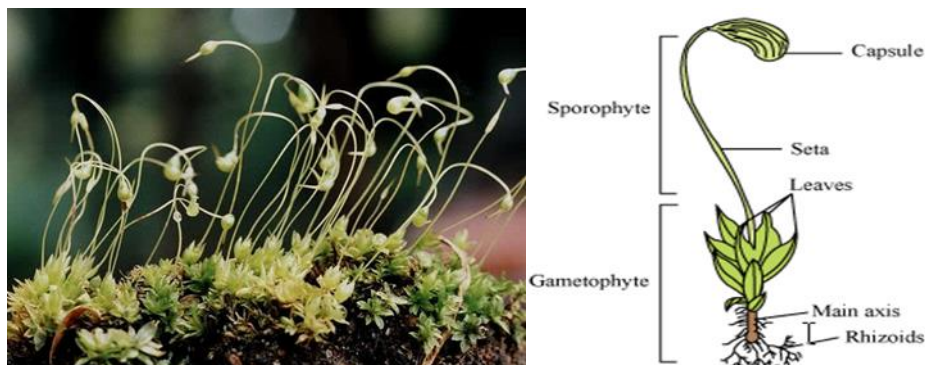 Capsule
Sporophyte
Seta
Leaves
Gametophyte
Main axis
Rhizoids